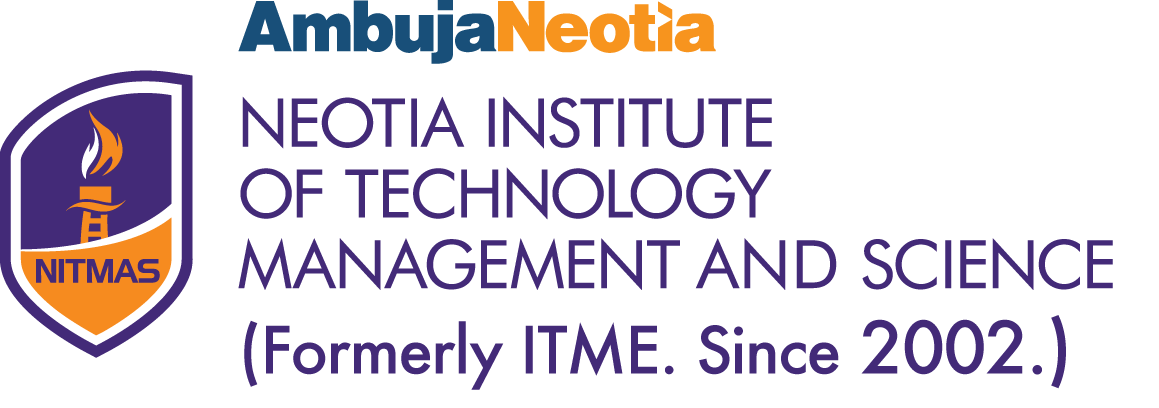 AmbujaNeotia
NEOTIA INSTITUTE
OF TECHNOLOGY
MANAGEMENT AND SCIENCE
(Formerly ITME. Since 2002.)
NITMAS